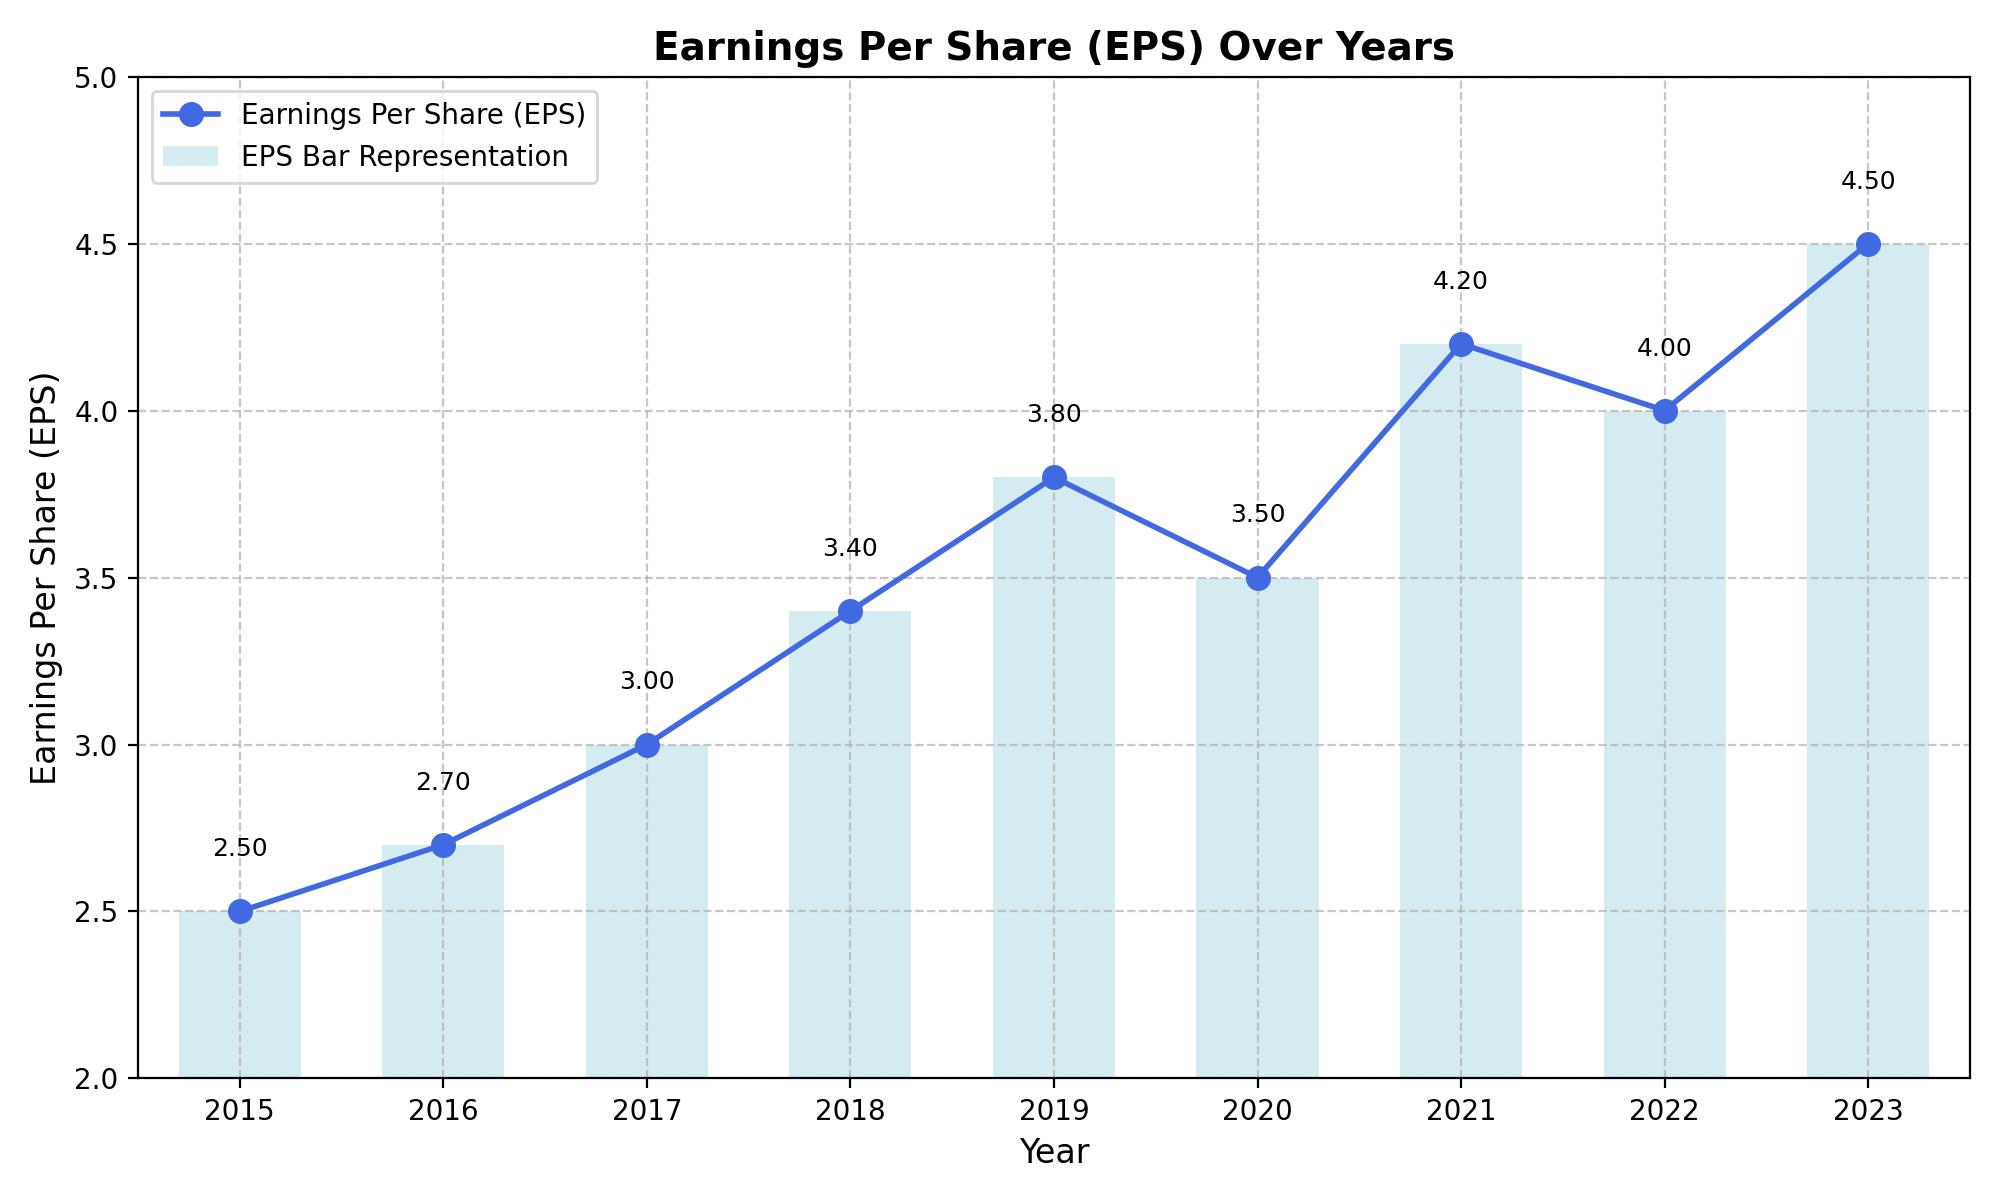 Earnings Per Share (EPS) Over Years
Earnings Per Share (EPS)
EPS Bar Representation
Earnings Per Share (EPS)
5.0
4.5
4.0
3.5
3.0
2.5
2.0
2.50
2.70
3.00
3.40
3.80
3.50
4.20
4.00
4.50
2015 2016 2017 2018 2019 2020 2021 2022 2023
Year